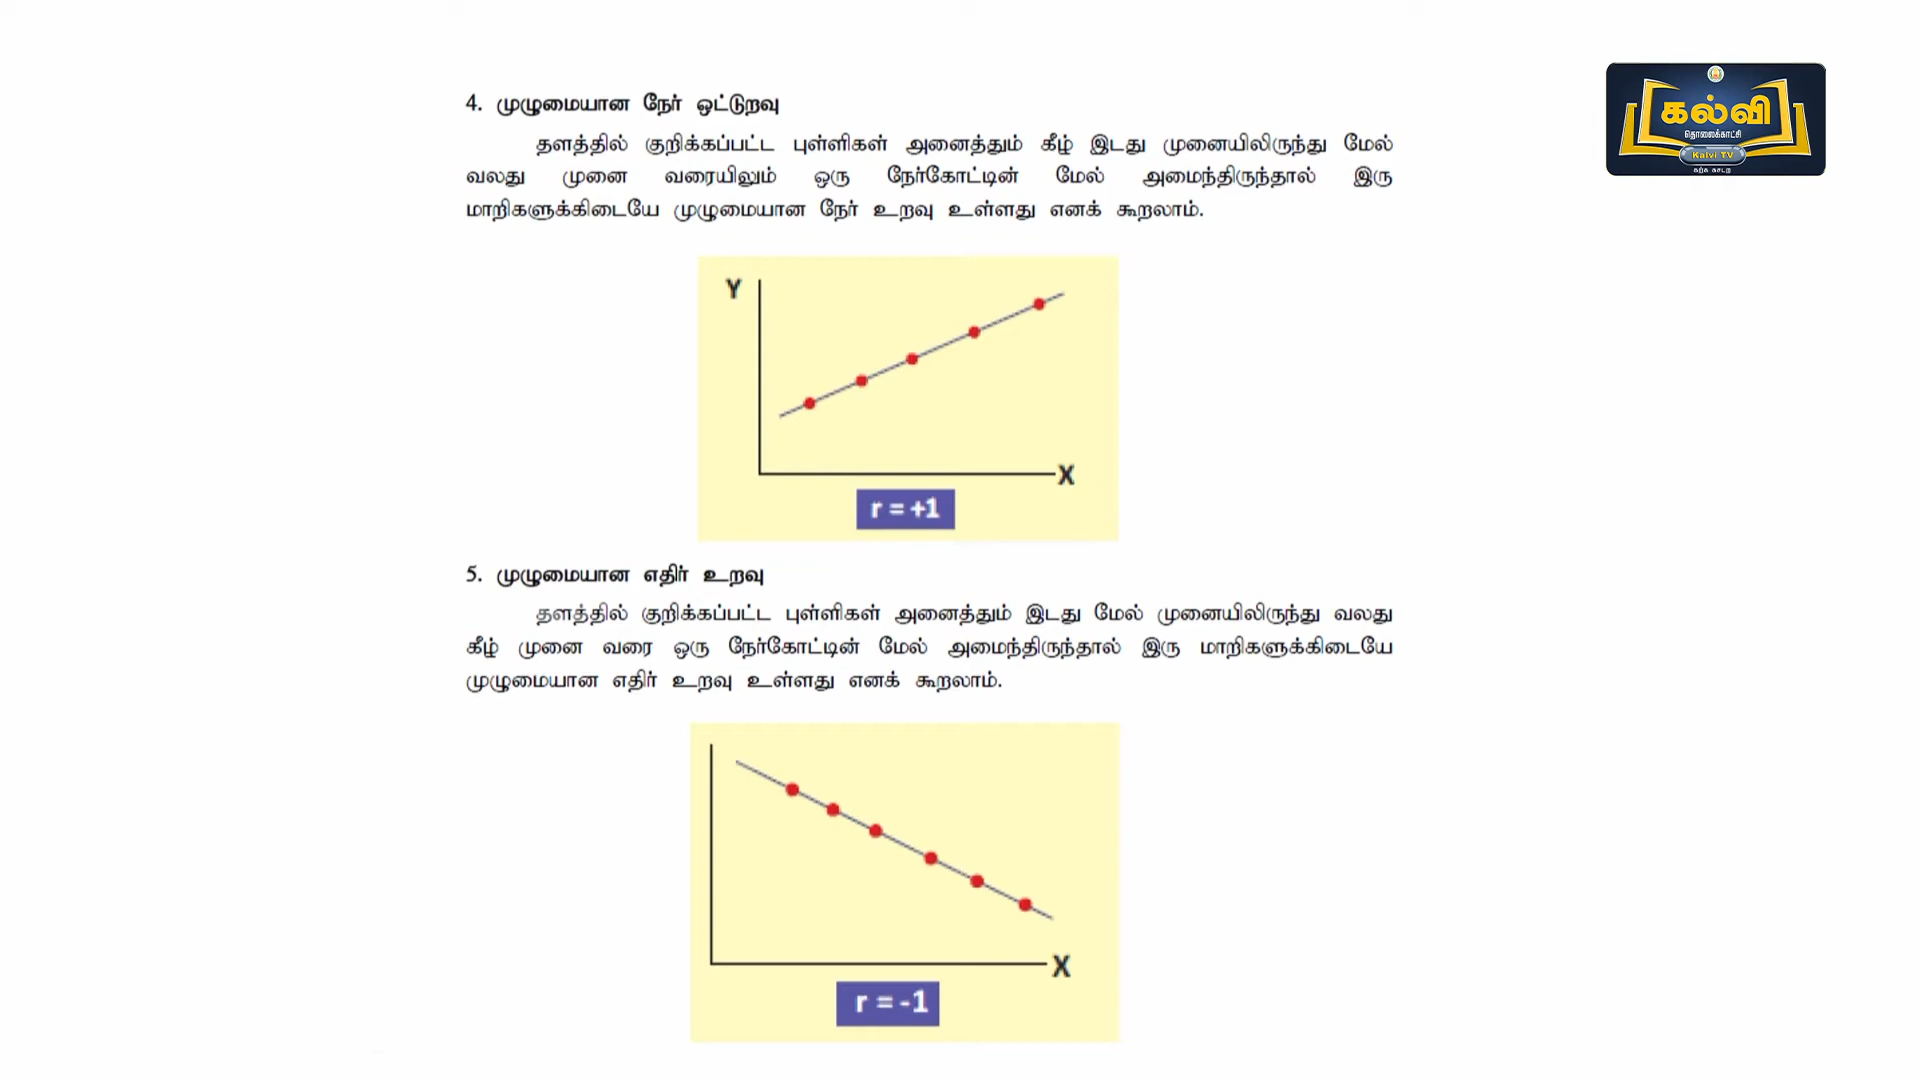 4. முழுமையான நேர் ஒட்டுறவு
தளத்தில் குறிக்கப்பட்ட புள்ளிகள் அனைத்தும் கீழ் இடது முனையிலிருந்து மேல்
வலது முனை வரையிலும் ஒரு நேர்கோட்டின் மேல் அமைந்திருந்தால் இரு
மாறிகளுக்கிடையே முழுமையான நேர் உறவு உள்ளது எனக் கூறலாம்.
Y
X
r = +1
5. முழுமையான எதிர் உறவு
தளத்தில் குறிக்கப்பட்ட புள்ளிகள் அனைத்தும் இடது மேல் முனையிலிருந்து வலது
கீழ் முனை வரை ஒரு நேர்கோட்டின் மேல் அமைந்திருந்தால் இரு மாறிகளுக்கிடையே
முழுமையான எதிர் உறவு உள்ளது எனக் கூறலாம்.
X
r = -1
கல்வி
தொலைக்காட்சி
Kalvi TV
கற்க கசடற